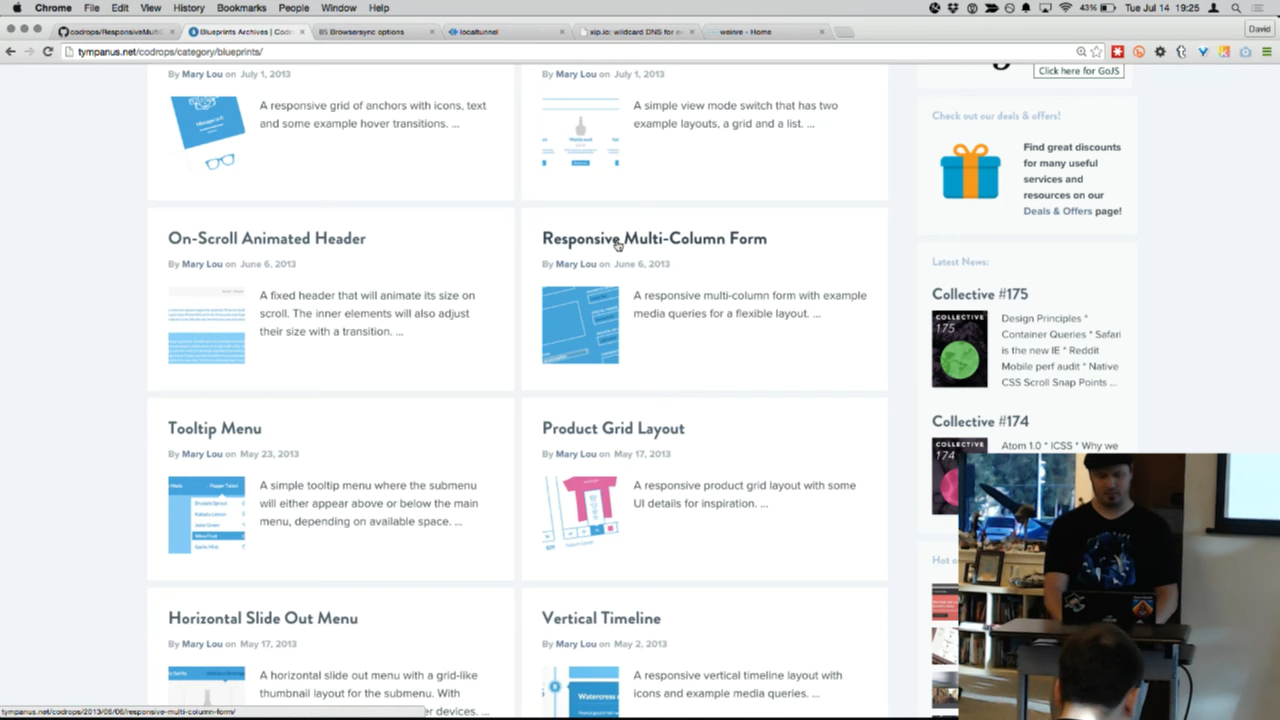 Chrome File Edit View History Bookmarks People Window Help 43% Tue Jul 14 19:25
codrops/ResponsiveMulti Blueprints Archives | Cod Browsersync options localtunnel xip.io: wildcard DNS for e weinre - Home David
tympanus.net/codrops/category/blueprints/
By Mary Lou on July 1, 2013
A responsive grid of anchors with icons, text
and some example hover transitions. ...
By Mary Lou on July 1, 2013
A simple view mode switch that has two
example layouts, a grid and a list. ...
On-Scroll Animated Header
By Mary Lou on June 6, 2013
A fixed header that will animate its size on
scroll. The inner elements will also adjust
their size with a transition. ...
Responsive Multi-Column Form
By Mary Lou on June 6, 2013
A responsive multi-column form with example
media queries for a flexible layout. ...
Tooltip Menu
By Mary Lou on May 23, 2013
A simple tooltip menu where the submenu
will either appear above or below the main
menu, depending on available space. ...
Product Grid Layout
By Mary Lou on May 17, 2013
A responsive product grid layout with some
UI details for inspiration. ...
Horizontal Slide Out Menu
By Mary Lou on May 17, 2013
A horizontal slide out menu with a grid-like
thumbnail layout for the submenu. With
er devices. ...
Vertical Timeline
By Mary Lou on May 2, 2013
Watercress
A responsive vertical timeline layout with
icons and example media queries. ...
Click here for GoJS
Check out our deals & offers!
Find great discounts
for many useful
services and
resources on our
Deals & Offers page!
Latest News:
Collective #175
COLLECTIVE
175
Design Principles *
Container Queries * Safari
is the new IE * Reddit
Mobile perf audit * Native
CSS Scroll Snap Points ...
Collective #174
COLLECTIVE
174
Atom 1.0 * ICSS * Why we
Hot o
tympanus.net/codrops/2013/06/06/responsive-multi-column-form/